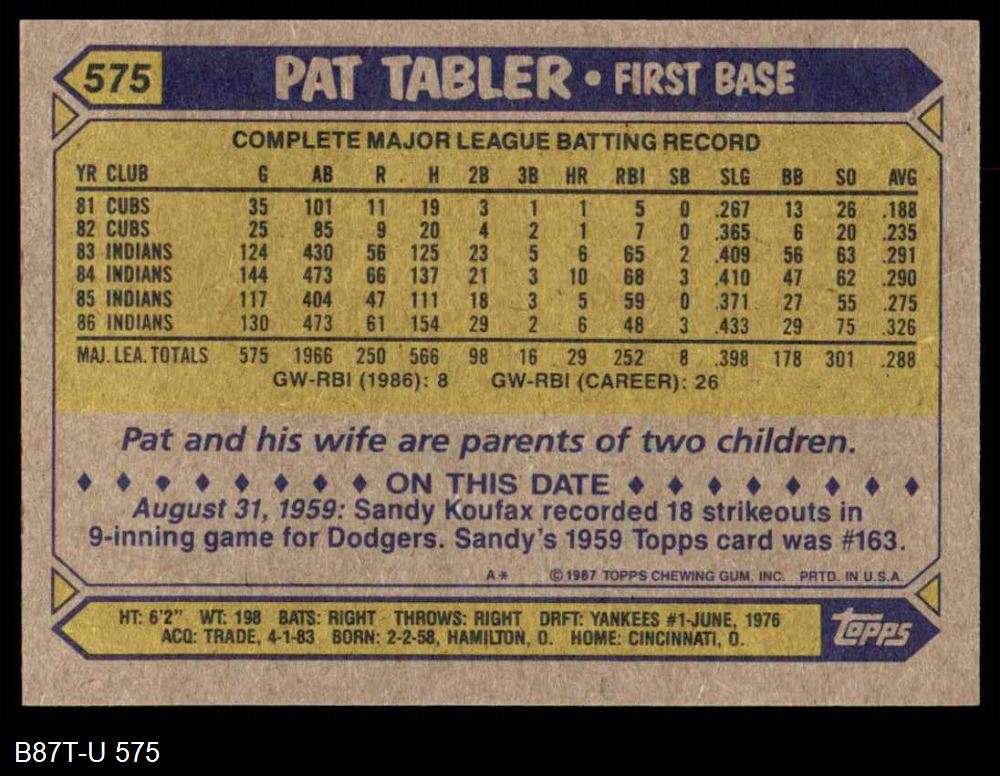 575 PAT TABLER • FIRST BASE
COMPLETE MAJOR LEAGUE BATTING RECORD
YR CLUB G AB R H 2B 3B HR RBI SB SLG BB SO AVG
81 CUBS 35 101 11 19 3 1 1 5 0 .267 13 26 .188
82 CUBS 25 85 9 20 4 2 1 7 0 .365 6 20 .235
83 INDIANS 124 430 56 125 23 5 6 65 2 .409 56 63 .291
84 INDIANS 144 473 66 137 21 3 10 68 3 .410 47 62 .290
85 INDIANS 117 404 47 111 18 3 5 59 0 .371 27 55 .275
86 INDIANS 130 473 61 154 29 2 6 48 3 .433 29 75 .326
MAJ. LEA. TOTALS 575 1966 250 566 98 16 29 252 8 .398 178 301 .288
GW-RBI (1986): 8 GW-RBI (CAREER): 26
Pat and his wife are parents of two children.
ON THIS DATE
August 31, 1959: Sandy Koufax recorded 18 strikeouts in
9-inning game for Dodgers. Sandy's 1959 Topps card was #163.
A* ©1987 TOPPS CHEWING GUM, INC. PRTD. IN U.S.A.
HT: 6'2" WT: 198 BATS: RIGHT THROWS: RIGHT DRFT: YANKEES #1-JUNE, 1976
ACQ: TRADE, 4-1-83 BORN: 2-2-58, HAMILTON, O. HOME: CINCINNATI, O.
topps
B87T-U 575